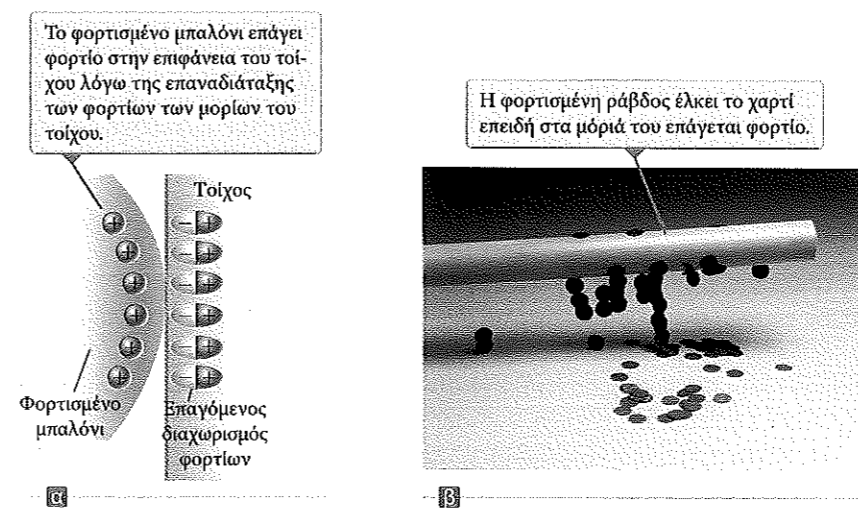 Το φορτισμένο μπαλόνι επάγει
φορτίο στην επιφάνεια του τοί-
χου λόγω της επαναδιάταξης
των φορτίων των μορίων του
τοίχου.
Τοίχος
Φορτισμένο
μπαλόνι
Επαγόμενος
διαχωρισμός
φορτίων
α
Η φορτισμένη ράβδος έλκει το χαρτί
επειδή στα μόριά του επάγεται φορτίο.
β